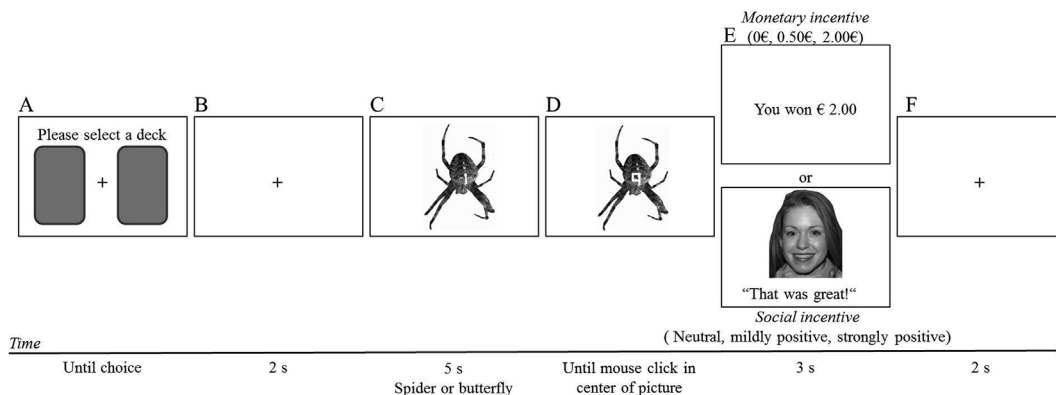 Monetary incentive
(0€, 0.50€, 2.00€)
A
B
C
D
E
F
Please select a deck
+
+
You won € 2.00
+
or
“That was great!“
Social incentive
( Neutral, mildly positive, strongly positive)
Time
Until choice
2 s
5 s
Spider or butterfly
Until mouse click in
center of picture
3 s
2 s